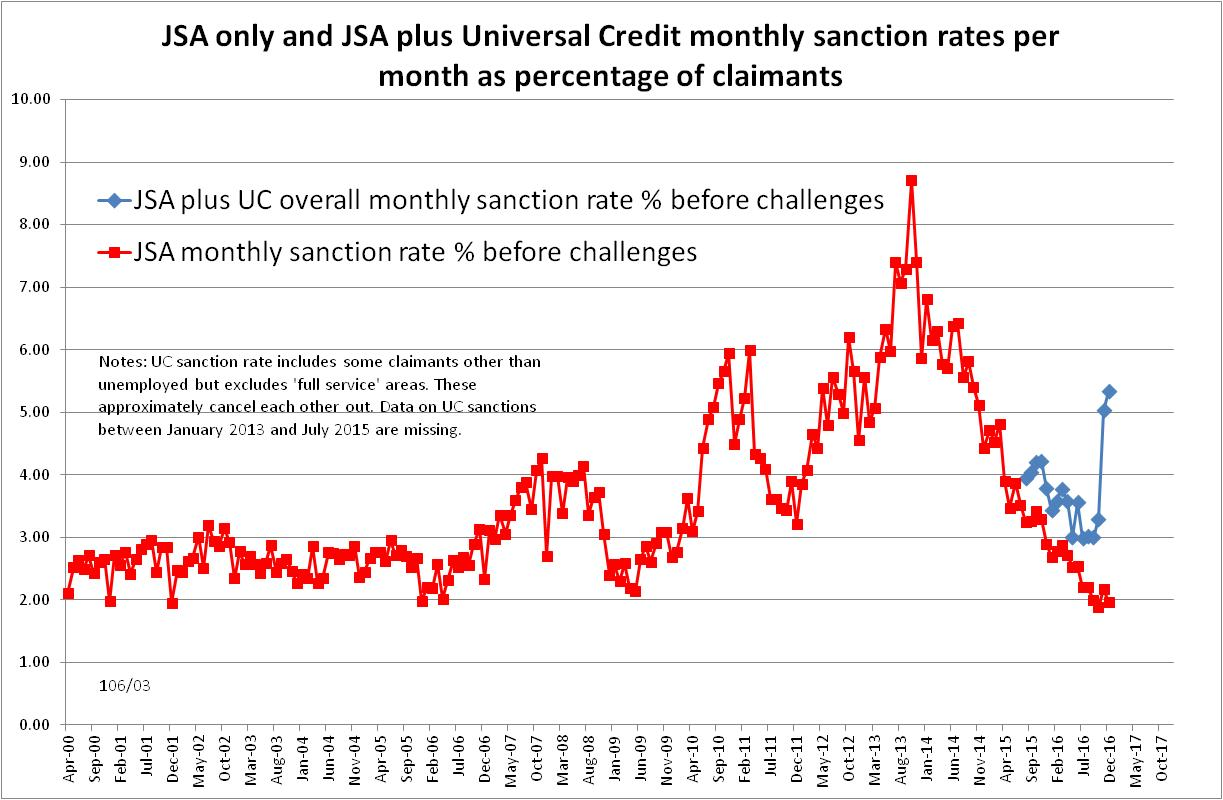 JSA only and JSA plus Universal Credit monthly sanction rates per
month as percentage of claimants
10.00
9.00
8.00
7.00
6.00
5.00
4.00
3.00
2.00
1.00
0.00
JSA plus UC overall monthly sanction rate % before challenges
JSA monthly sanction rate % before challenges
Notes: UC sanction rate includes some claimants other than
unemployed but excludes 'full service' areas. These
approximately cancel each other out. Data on UC sanctions
between January 2013 and July 2015 are missing.
106/03
Apr-00
Sep-00
Feb-01
Jul-01
Dec-01
May-02
Oct-02
Mar-03
Aug-03
Jan-04
Jun-04
Nov-04
Apr-05
Sep-05
Feb-06
Jul-06
Dec-06
May-07
Oct-07
Mar-08
Aug-08
Jan-09
Jun-09
Nov-09
Apr-10
Sep-10
Feb-11
Jul-11
Dec-11
May-12
Oct-12
Mar-13
Aug-13
Jan-14
Jun-14
Nov-14
Apr-15
Sep-15
Feb-16
Jul-16
Dec-16
May-17
Oct-17